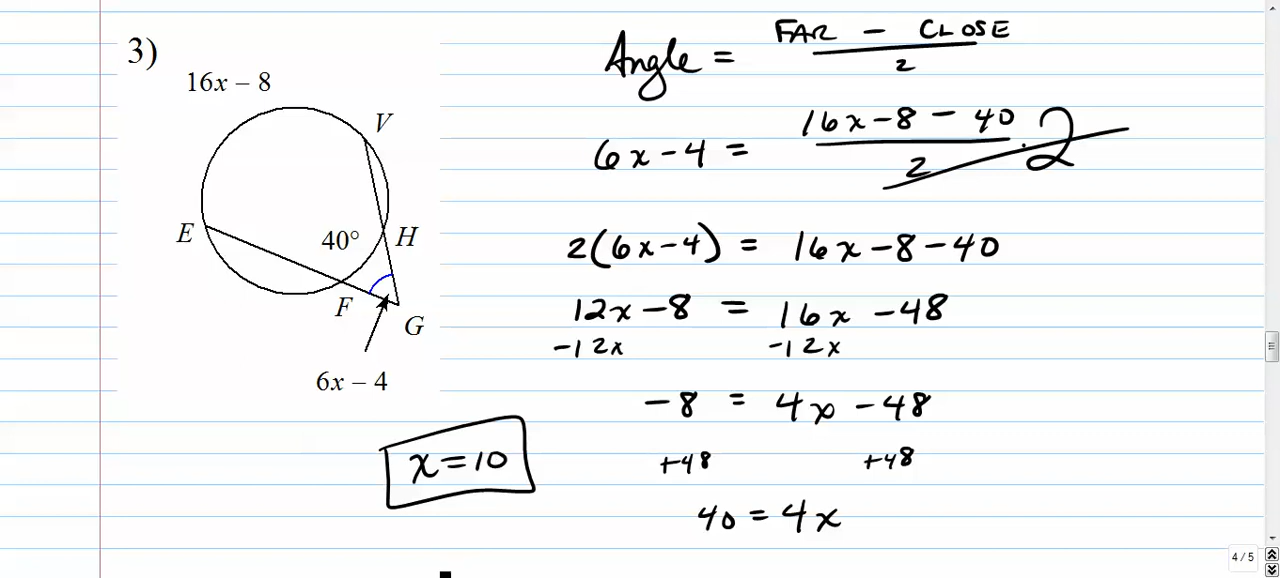 3)
16x – 8
V
E
40°
H
F
G
6x – 4
x = 10
Angle = FAR – CLOSE / 2
6x – 4 = 16x – 8 – 40 / 2 · 2
2(6x – 4) = 16x – 8 – 40
12x – 8 = 16x – 48
–12x –12x
–8 = 4x – 48
+48 +48
40 = 4x
4 / 5